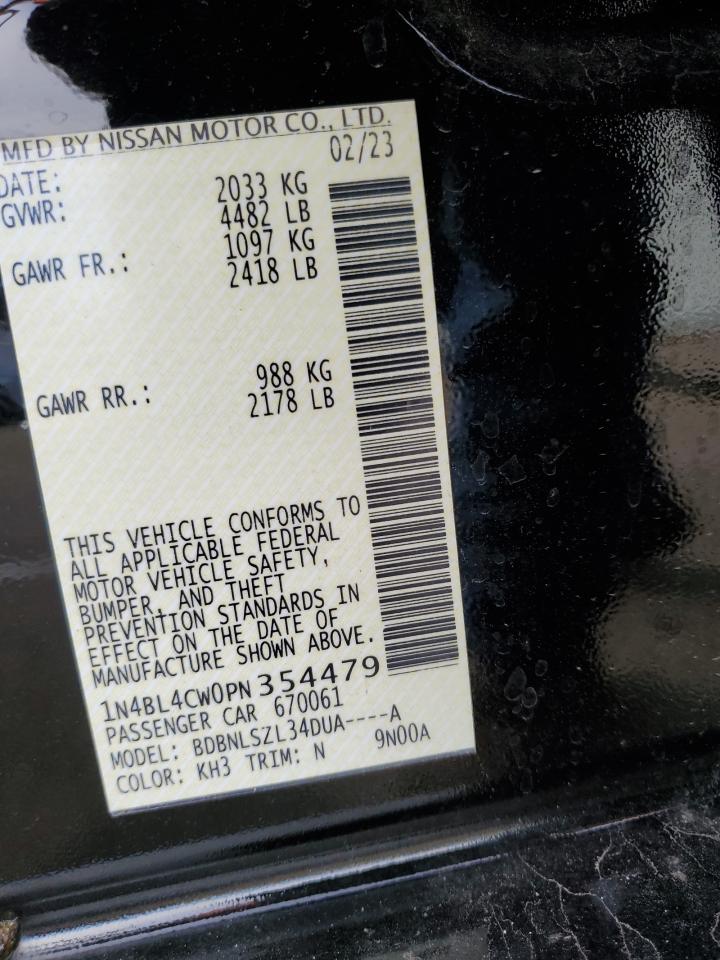 MFD BY NISSAN MOTOR CO., LTD.
DATE: 02/23
GVWR: 2033 KG
4482 LB
GAWR FR.: 1097 KG
2418 LB
GAWR RR.: 988 KG
2178 LB
THIS VEHICLE CONFORMS TO
ALL APPLICABLE FEDERAL
MOTOR VEHICLE SAFETY,
BUMPER, AND THEFT
PREVENTION STANDARDS IN
EFFECT ON THE DATE OF
MANUFACTURE SHOWN ABOVE.
1N4BL4CW0PN354479
PASSENGER CAR 670061
MODEL: BDBNLSZL34DUA----A
COLOR: KH3 TRIM: N 9N00A